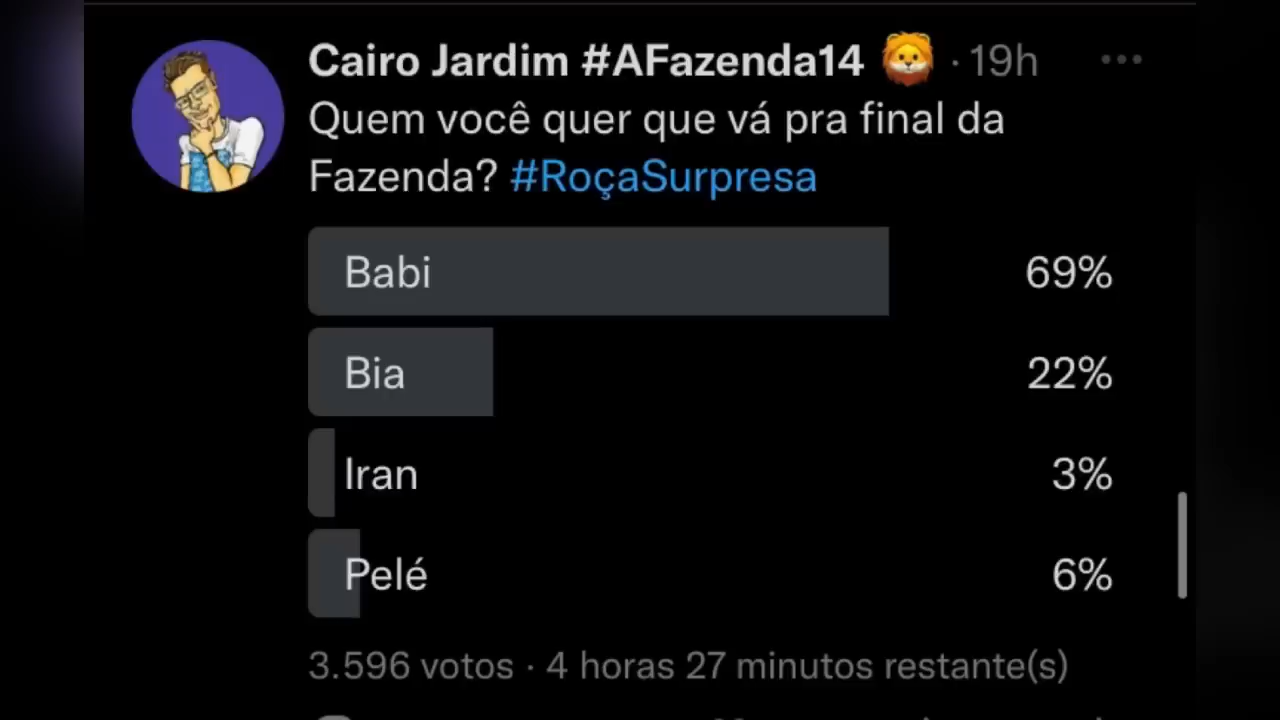 Cairo Jardim #AFazenda14 🦁 · 19h
Quem você quer que vá pra final da
Fazenda? #RoçaSurpresa
Babi 69%
Bia 22%
Iran 3%
Pelé 6%
3.596 votos · 4 horas 27 minutos restante(s)